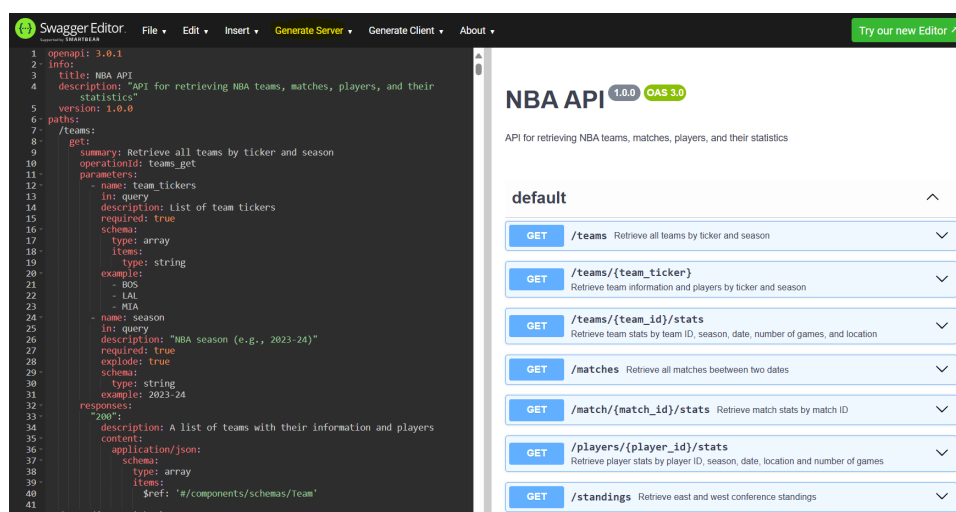 Swagger Editor.
Supported by SMARTBEAR
File Edit Insert Generate Server Generate Client About
Try our new Editor
1 openapi: 3.0.1
2 info:
3 title: NBA API
4 description: "API for retrieving NBA teams, matches, players, and their
statistics"
5 version: 1.0.0
6 paths:
7 /teams:
8 get:
9 summary: Retrieve all teams by ticker and season
10 operationId: teams_get
11 parameters:
12 - name: team_tickers
13 in: query
14 description: List of team tickers
15 required: true
16 schema:
17 type: array
18 items:
19 type: string
20 example:
21 - BOS
22 - LAL
23 - MIA
24 - name: season
25 in: query
26 description: "NBA season (e.g., 2023-24)"
27 required: true
28 explode: true
29 schema:
30 type: string
31 example: 2023-24
32 responses:
33 "200":
34 description: A list of teams with their information and players
35 content:
36 application/json:
37 schema:
38 type: array
39 items:
40 $ref: '#/components/schemas/Team'
41
NBA API 1.0.0 OAS 3.0
API for retrieving NBA teams, matches, players, and their statistics
default
GET /teams Retrieve all teams by ticker and season
GET /teams/{team_ticker}
Retrieve team information and players by ticker and season
GET /teams/{team_id}/stats
Retrieve team stats by team ID, season, date, number of games, and location
GET /matches Retrieve all matches beetween two dates
GET /match/{match_id}/stats Retrieve match stats by match ID
GET /players/{player_id}/stats
Retrieve player stats by player ID, season, date, location and number of games
GET /standings Retrieve east and west conference standings